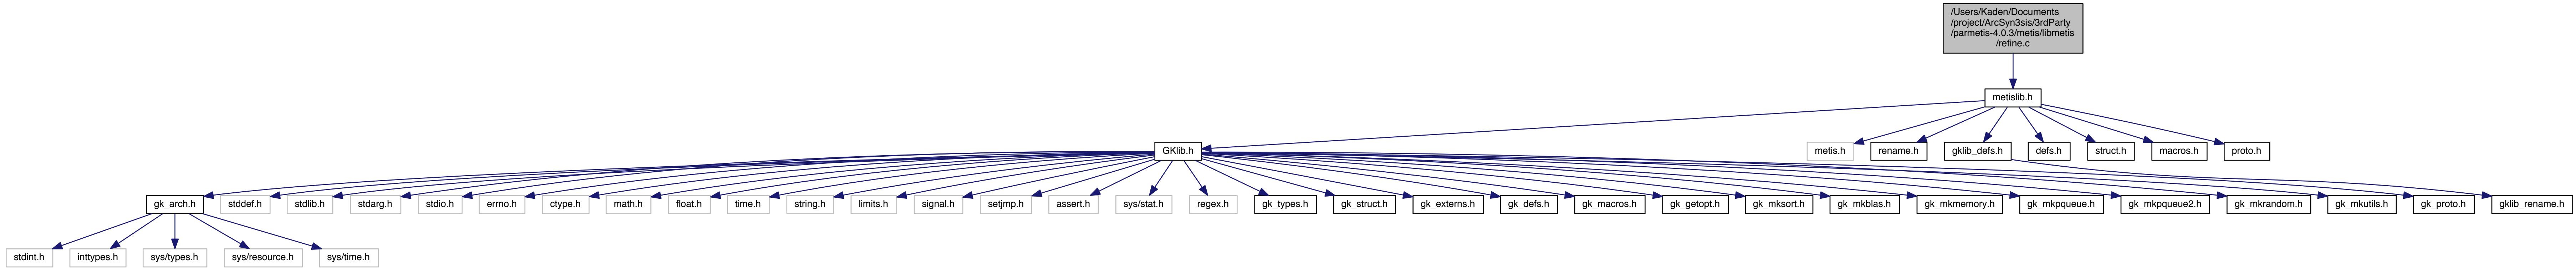 /Users/Kaden/Documents
/project/ArcSyn3sis/3rdParty
/parmetis-4.0.3/metis/libmetis
/refine.c
metislib.h
GKlib.h
metis.h
rename.h
gklib_defs.h
defs.h
struct.h
macros.h
proto.h
gk_arch.h
stddef.h
stdlib.h
stdarg.h
stdio.h
errno.h
ctype.h
math.h
float.h
time.h
string.h
limits.h
signal.h
setjmp.h
assert.h
sys/stat.h
regex.h
gk_types.h
gk_struct.h
gk_externs.h
gk_defs.h
gk_macros.h
gk_getopt.h
gk_mksort.h
gk_mkblas.h
gk_mkmemory.h
gk_mkpqueue.h
gk_mkpqueue2.h
gk_mkrandom.h
gk_mkutils.h
gk_proto.h
gklib_rename.h
stdint.h
inttypes.h
sys/types.h
sys/resource.h
sys/time.h